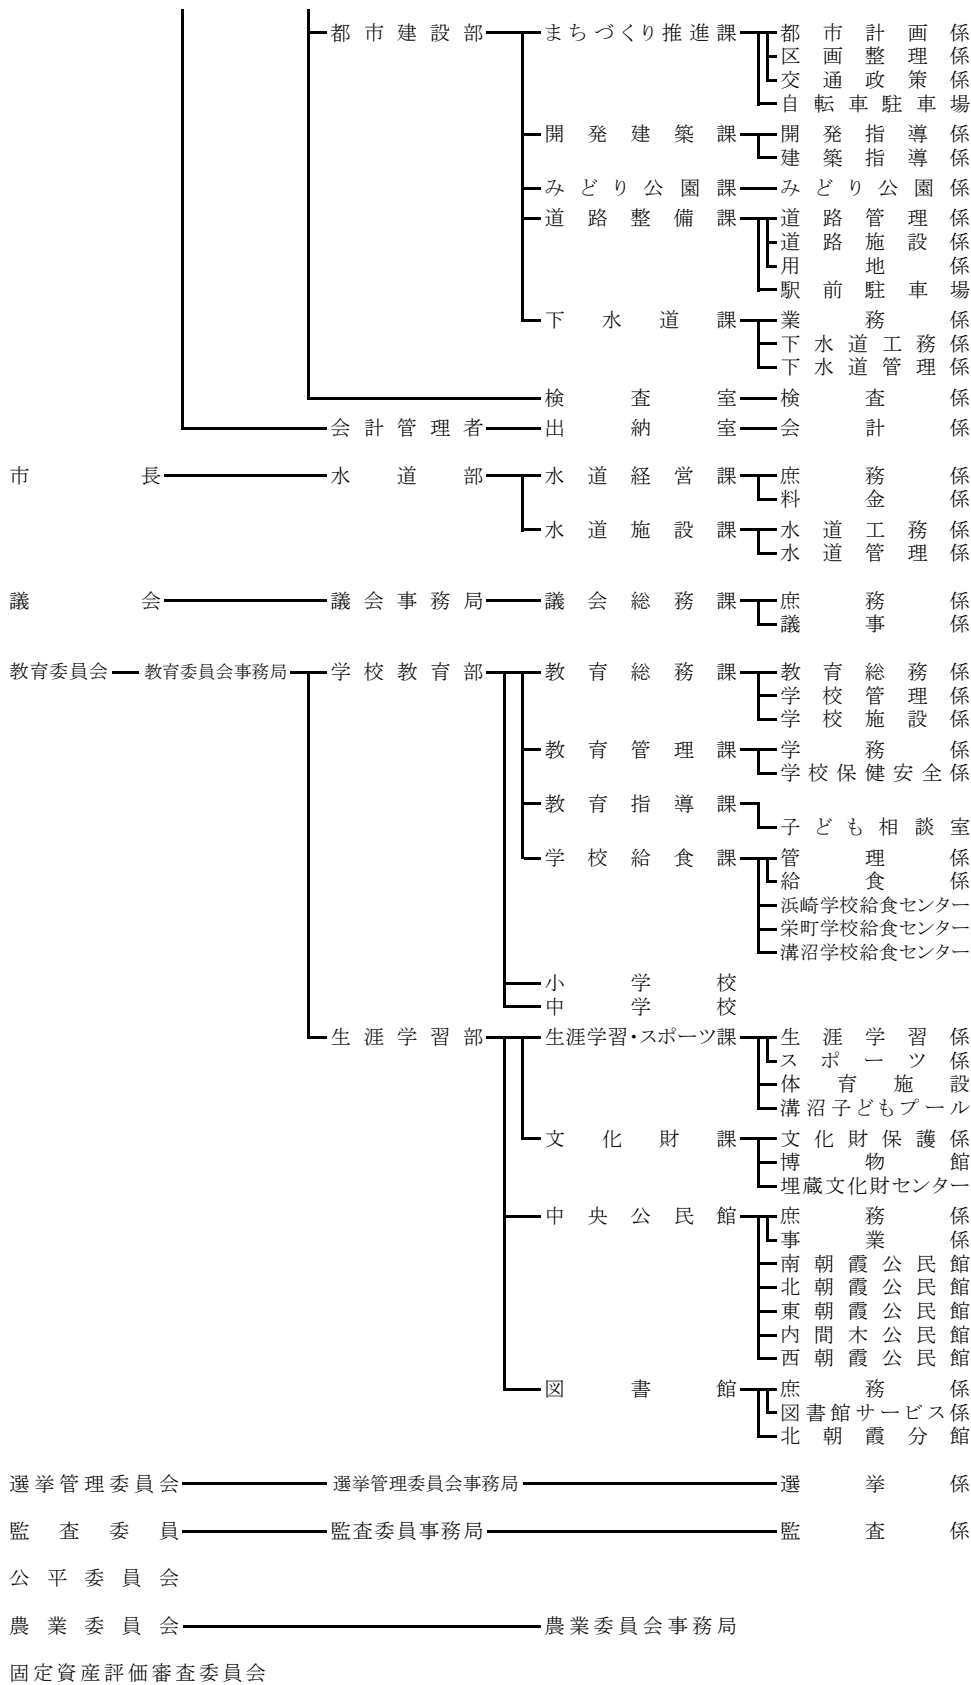 都市建設部 まちづくり推進課 都市計画係
区画整理係
交通政策係
自転車駐車場
開発建築課 開発指導係
建築指導係
みどり公園課 みどり公園係
道路整備課 道路管理係
道路施設係
用地係
駅前駐車場
下水道課 業務係
下水道工務係
下水道管理係
検査室 検査係
会計管理者 出納室 会計係
市長 水道部 水道経営課 庶務係
料金係
水道施設課 水道工務係
水道管理係
議会 議会事務局 議会総務課 庶務係
議事係
教育委員会 教育委員会事務局 学校教育部 教育総務課 教育総務係
学校管理係
学校施設係
教育管理課 学務係
学校保健安全係
教育指導課
子ども相談室
学校給食課 管理係
給食係
浜崎学校給食センター
栄町学校給食センター
溝沼学校給食センター
小学校
中学校
生涯学習部 生涯学習・スポーツ課 生涯学習係
スポーツ係
体育施設
溝沼子どもプール
文化財課 文化財保護係
博物館
埋蔵文化財センター
中央公民館 庶務係
事業係
南朝霞公民館
北朝霞公民館
東朝霞公民館
内間木公民館
西朝霞公民館
図書館 庶務係
図書館サービス係
北朝霞分館
選挙管理委員会 選挙管理委員会事務局 選挙係
監査委員 監査委員事務局 監査係
公平委員会
農業委員会 農業委員会事務局
固定資産評価審査委員会